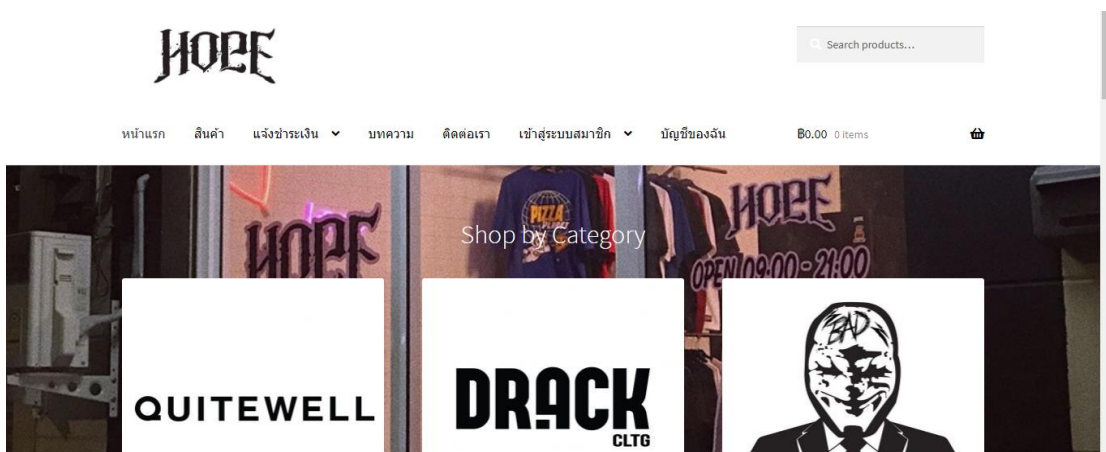 HOPE
Search products...
หน้าแรก สินค้า แจ้งชำระเงิน บทความ ติดต่อเรา เข้าสู่ระบบสมาชิก บัญชีของฉัน ฿0.00 0 items
HOPE
PIZZA
PLANET
HOPE
Shop by Category
OPEN 09:00 - 21:00
QUITEWELL
DRACK
CLTG
BAD